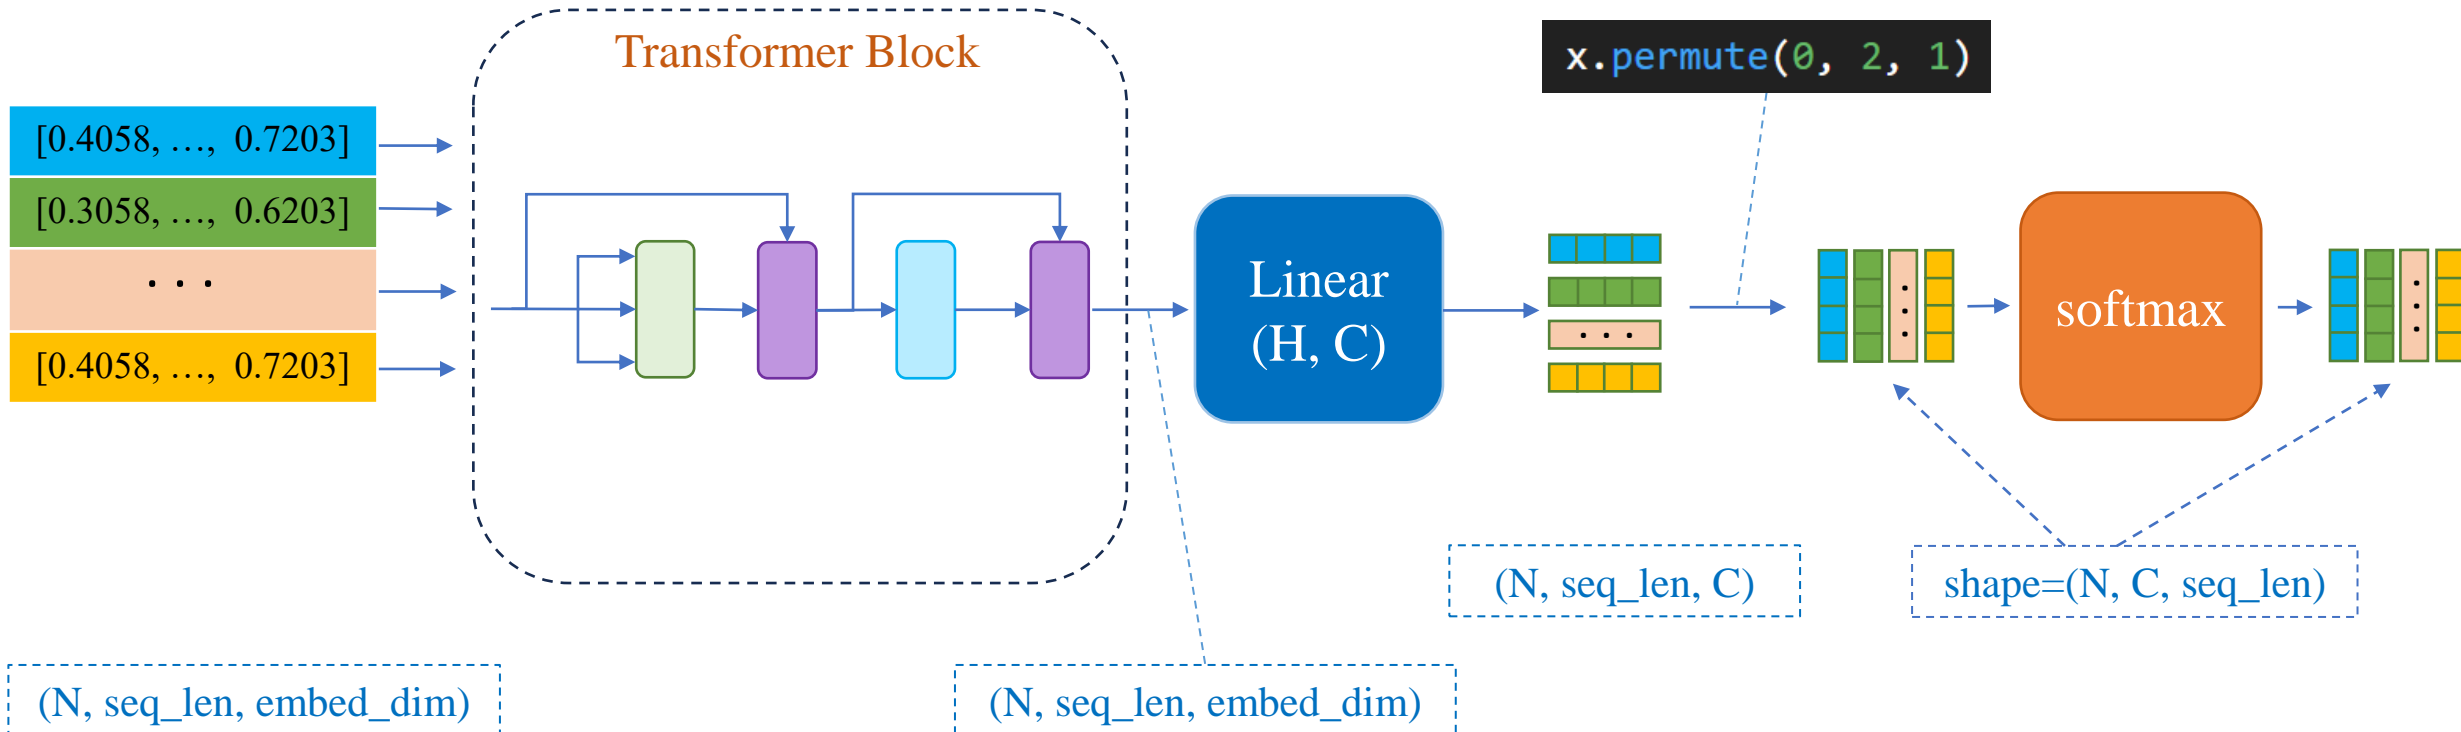 Transformer Block
x.permute(0, 2, 1)
[0.4058, …, 0.7203]
[0.3058, …, 0.6203]
. . .
[0.4058, …, 0.7203]
Linear
(H, C)
. . .
softmax
(N, seq_len, C)
shape=(N, C, seq_len)
(N, seq_len, embed_dim)
(N, seq_len, embed_dim)